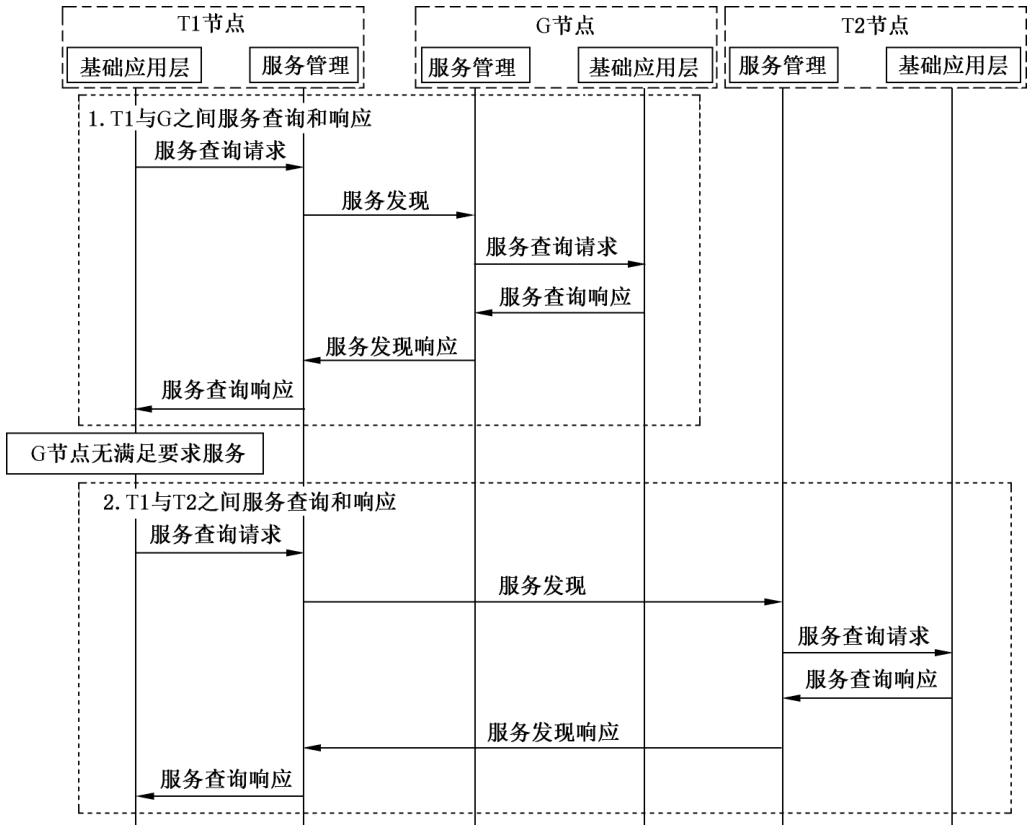 T1节点
G节点
T2节点
基础应用层
服务管理
服务管理
基础应用层
服务管理
基础应用层
1. T1与G之间服务查询和响应
服务查询请求
服务发现
服务查询请求
服务查询响应
服务发现响应
服务查询响应
G节点无满足要求服务
2. T1与T2之间服务查询和响应
服务查询请求
服务发现
服务查询请求
服务查询响应
服务发现响应
服务查询响应